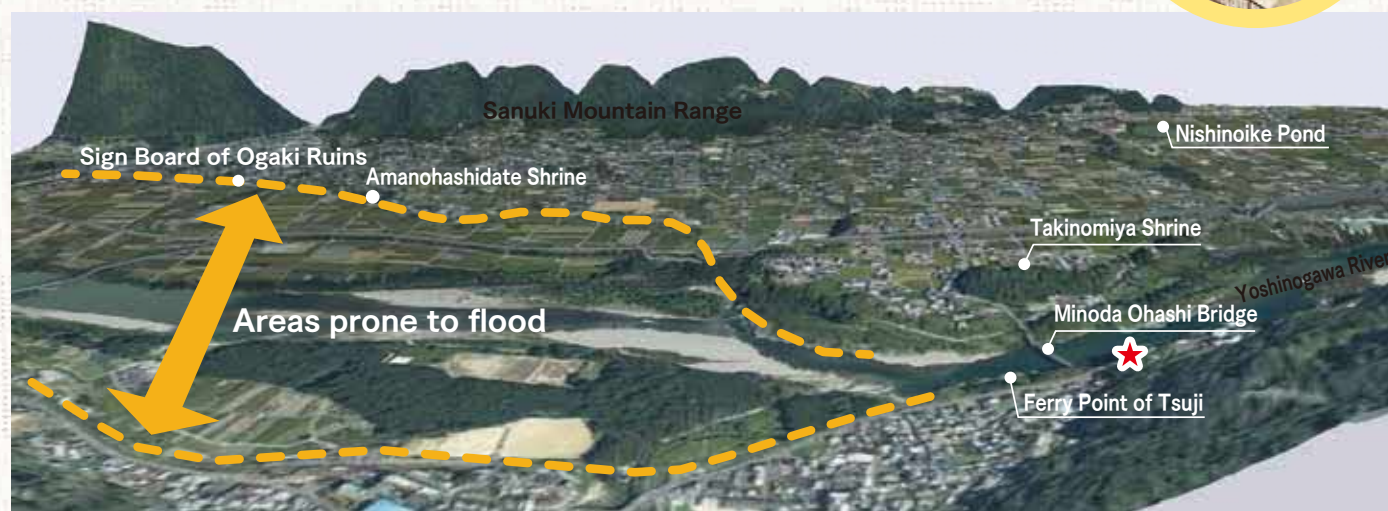 Sanuki Mountain Range
Nishinoike Pond
Sign Board of Ogaki Ruins
Amanohashidate Shrine
Takinomiya Shrine
Yoshinogawa River
Minoda Ohashi Bridge
Areas prone to flood
Ferry Point of Tsuji